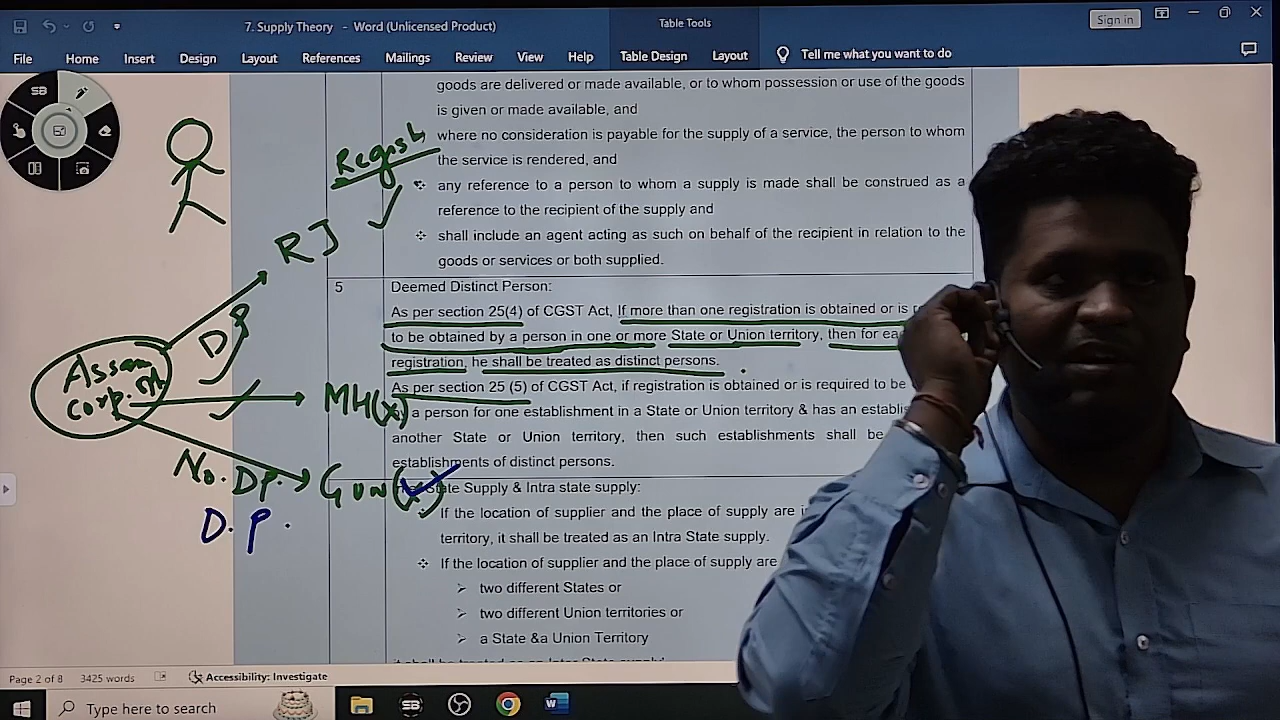 7. Supply Theory - Word (Unlicensed Product)
Table Tools
Sign in
File Home Insert Design Layout References Mailings Review View Help Table Design Layout Tell me what you want to do
goods are delivered or made available, or to whom possession or use of the goods
is given or made available, and
where no consideration is payable for the supply of a service, the person to whom
the service is rendered, and
any reference to a person to whom a supply is made shall be construed as a
reference to the recipient of the supply and
shall include an agent acting as such on behalf of the recipient in relation to the
goods or services or both supplied.
5 Deemed Distinct Person:
As per section 25(4) of CGST Act, If more than one registration is obtained or is
to be obtained by a person in one or more State or Union territory, then for
registration, he shall be treated as distinct persons.
As per section 25 (5) of CGST Act, if registration is obtained or is required to be
a person for one establishment in a State or Union territory & has an
another State or Union territory, then such establishments shall be
establishments of distinct persons.
State Supply & Intra state supply:
If the location of supplier and the place of supply are
territory, it shall be treated as an Intra State supply.
If the location of supplier and the place of supply are
two different States or
two different Union territories or
a State &a Union Territory
RJ
D
Assam
corp.
MH(x)
No. D.P.
D. P.
Page 2 of 8 3425 words Accessibility: Investigate
Type here to search